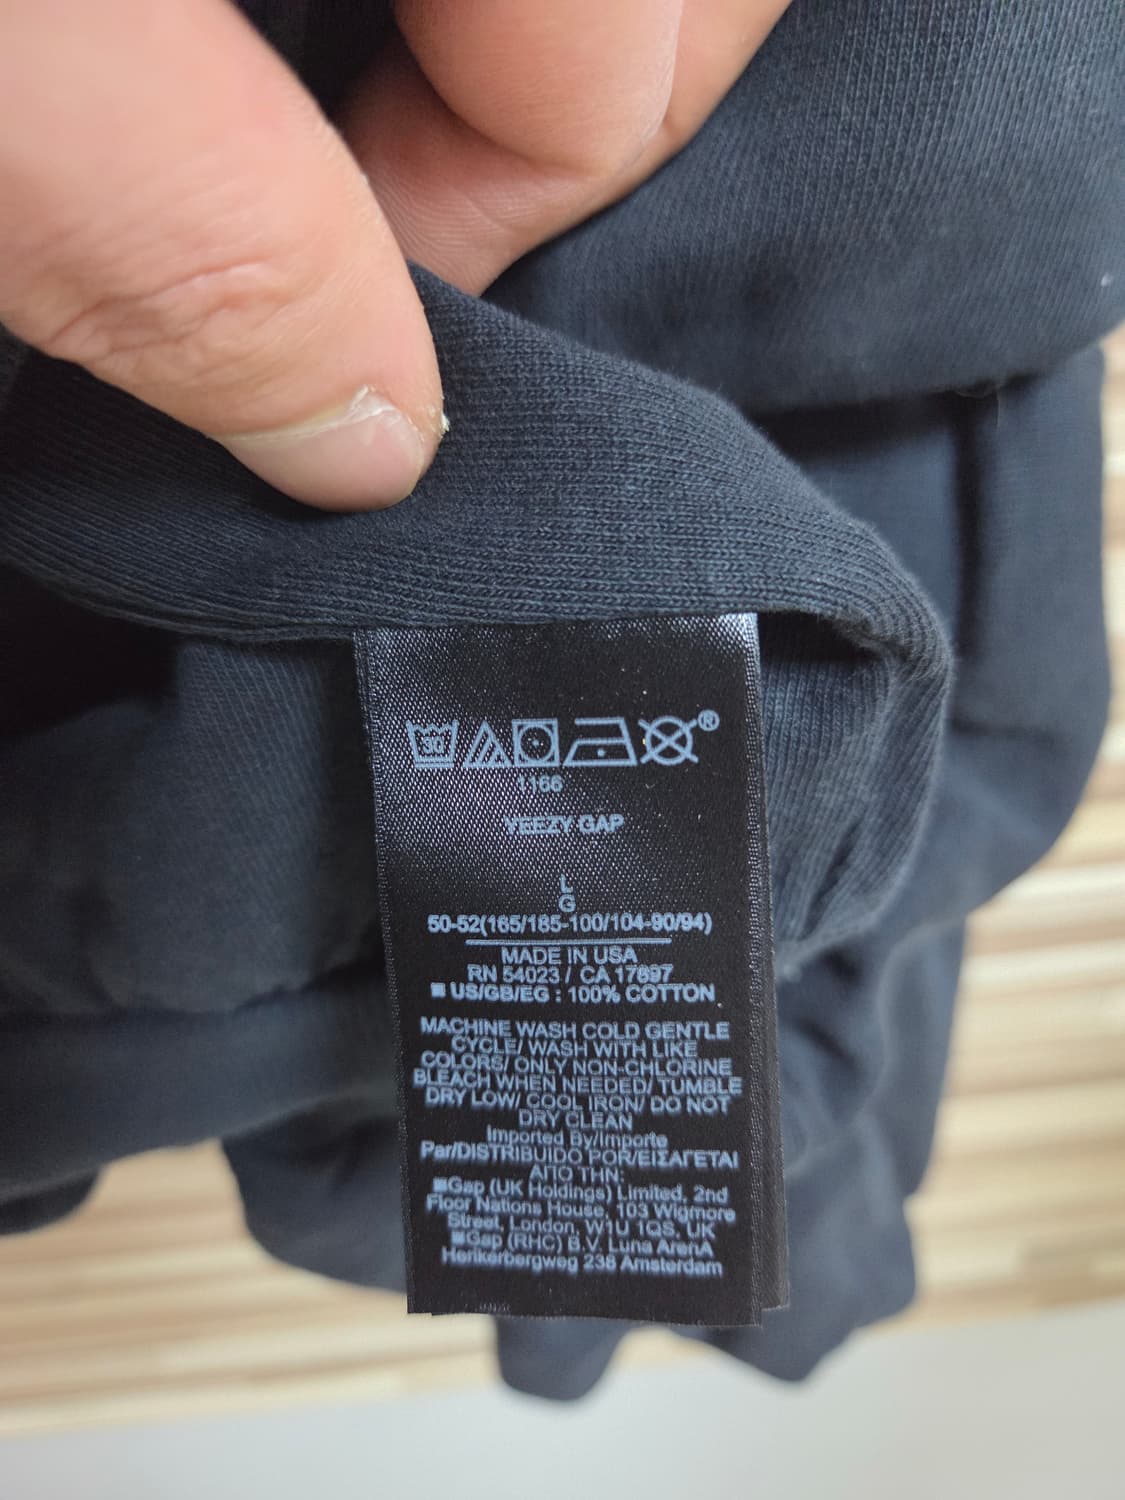 30 ®
1166
YEEZY GAP
L
G
50-52(165/185-100/104-90/94)
MADE IN USA
RN 54023 / CA 17897
US/GB/EG : 100% COTTON
MACHINE WASH COLD GENTLE
CYCLE/ WASH WITH LIKE
COLORS/ ONLY NON-CHLORINE
BLEACH WHEN NEEDED/ TUMBLE
DRY LOW/ COOL IRON/ DO NOT
DRY CLEAN
Imported By/Importe
Par/DISTRIBUIDO POR/ΕΙΣΑΓΕΤΑΙ
ΑΠΟ ΤΗΝ:
Gap (UK Holdings) Limited, 2nd
Floor Nations House, 103 Wigmore
Street, London, W1U 1QS, UK
Gap (RHC) B.V. Luna ArenA
Herikerbergweg 238 Amsterdam